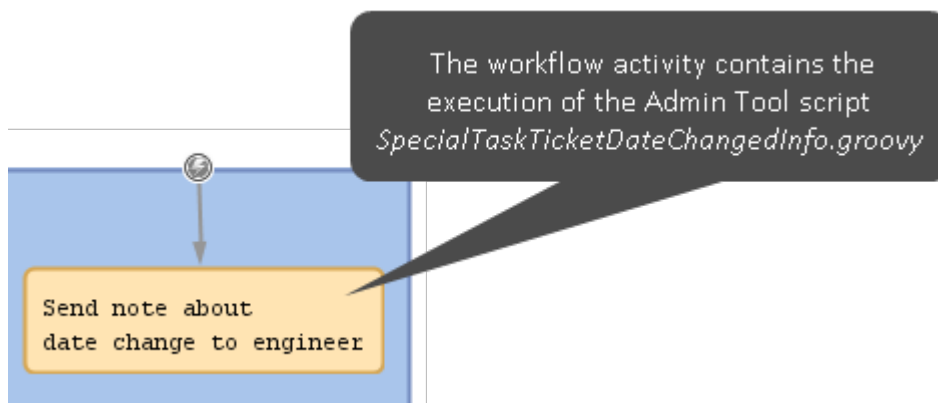 The workflow activity contains the
execution of the Admin Tool script
SpecialTaskTicketDateChangedInfo.groovy
Send note about
date change to engineer